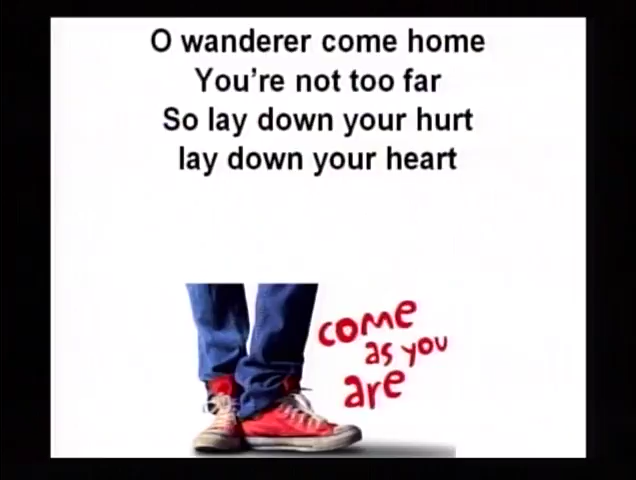 O wanderer come home
You're not too far
So lay down your hurt
lay down your heart
come
as you
are